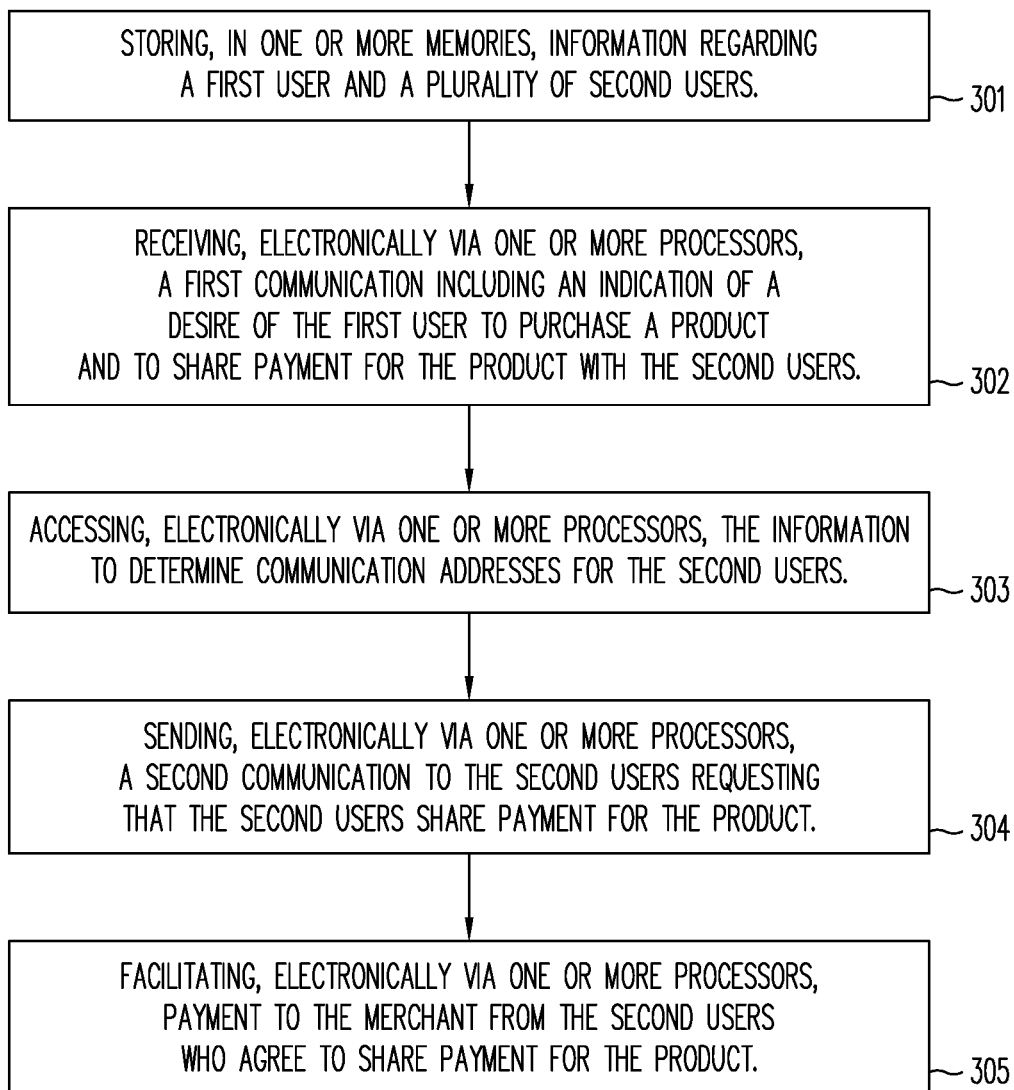 STORING, IN ONE OR MORE MEMORIES, INFORMATION REGARDING
A FIRST USER AND A PLURALITY OF SECOND USERS.
301
RECEIVING, ELECTRONICALLY VIA ONE OR MORE PROCESSORS,
A FIRST COMMUNICATION INCLUDING AN INDICATION OF A
DESIRE OF THE FIRST USER TO PURCHASE A PRODUCT
AND TO SHARE PAYMENT FOR THE PRODUCT WITH THE SECOND USERS.
302
ACCESSING, ELECTRONICALLY VIA ONE OR MORE PROCESSORS, THE INFORMATION
TO DETERMINE COMMUNICATION ADDRESSES FOR THE SECOND USERS.
303
SENDING, ELECTRONICALLY VIA ONE OR MORE PROCESSORS,
A SECOND COMMUNICATION TO THE SECOND USERS REQUESTING
THAT THE SECOND USERS SHARE PAYMENT FOR THE PRODUCT.
304
FACILITATING, ELECTRONICALLY VIA ONE OR MORE PROCESSORS,
PAYMENT TO THE MERCHANT FROM THE SECOND USERS
WHO AGREE TO SHARE PAYMENT FOR THE PRODUCT.
305